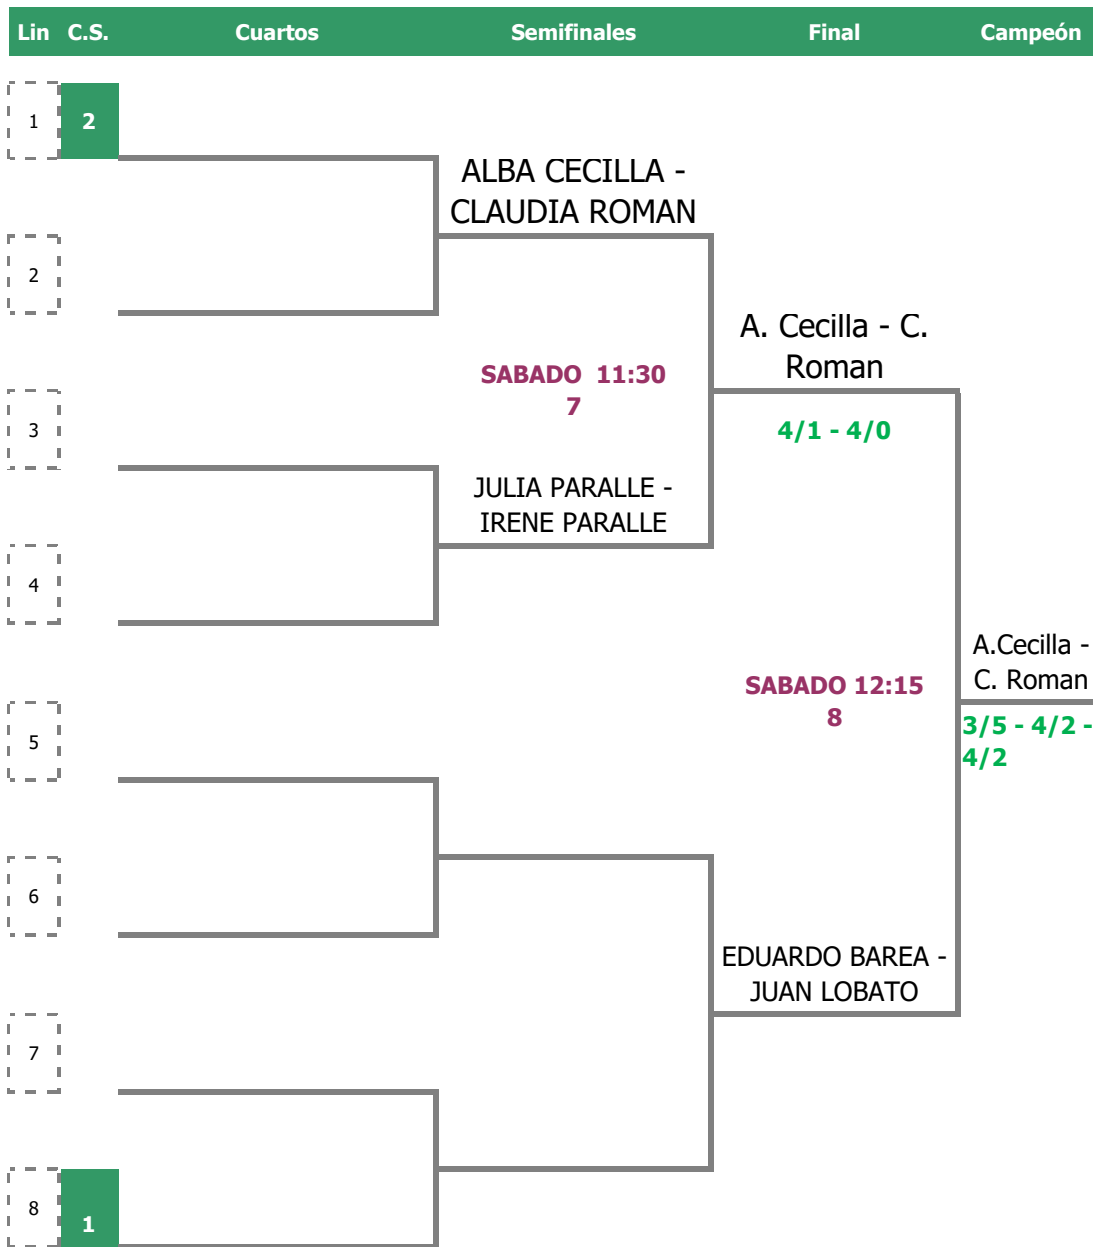 Lin C.S. Cuartos Semifinales Final Campeón
1 2
ALBA CECILLA -
CLAUDIA ROMAN
2
A. Cecilla - C.
Roman
SABADO 11:30
7
3
4/1 - 4/0
JULIA PARALLE -
IRENE PARALLE
4
A.Cecilla -
C. Roman
SABADO 12:15
8
3/5 - 4/2 -
4/2
5
6
EDUARDO BAREA -
JUAN LOBATO
7
8 1